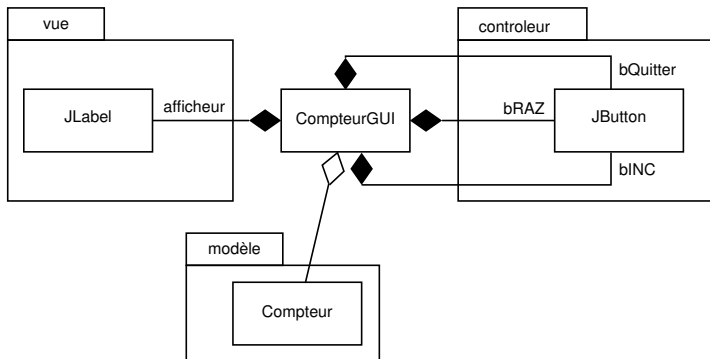 vue
controleur
bQuitter
JLabel
afficheur
CompteurGUI
bRAZ
JButton
bINC
modèle
Compteur